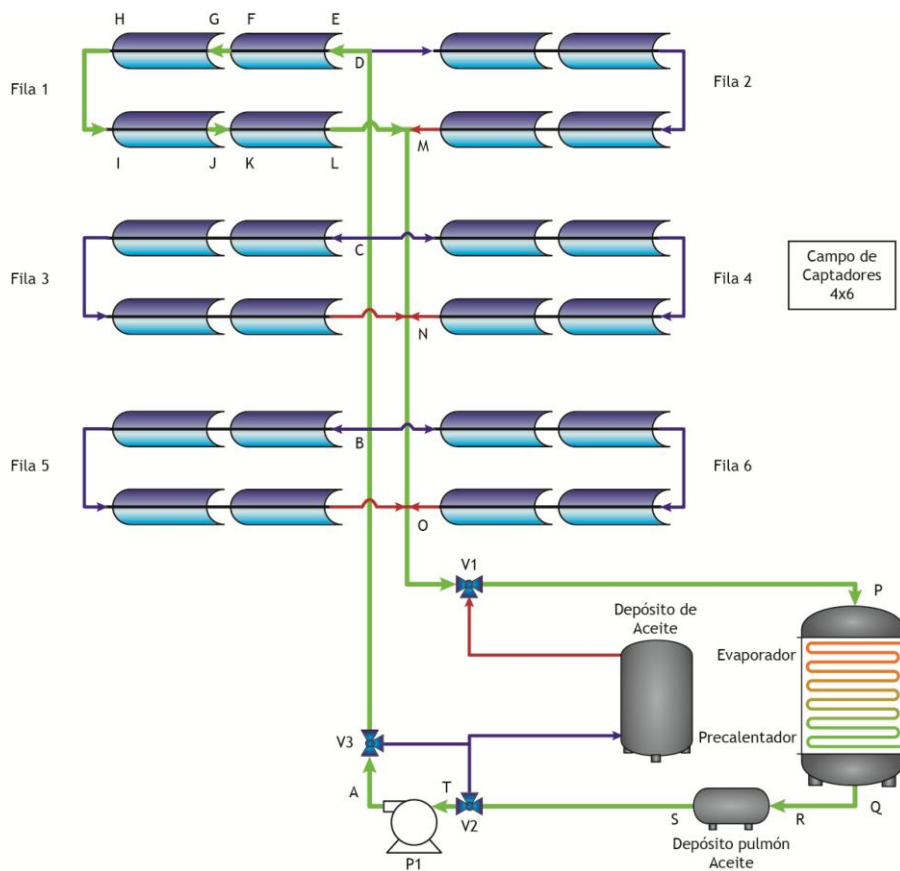 H
G
F
E
D
Fila 1
Fila 2
I
J
K
L
M
C
Fila 3
Fila 4
Campo de
Captadores
4x6
N
B
Fila 5
Fila 6
O
V1
P
Depósito de
Aceite
Evaporador
Precalentador
V3
A
T
V2
S
R
Q
P1
Depósito pulmón
Aceite